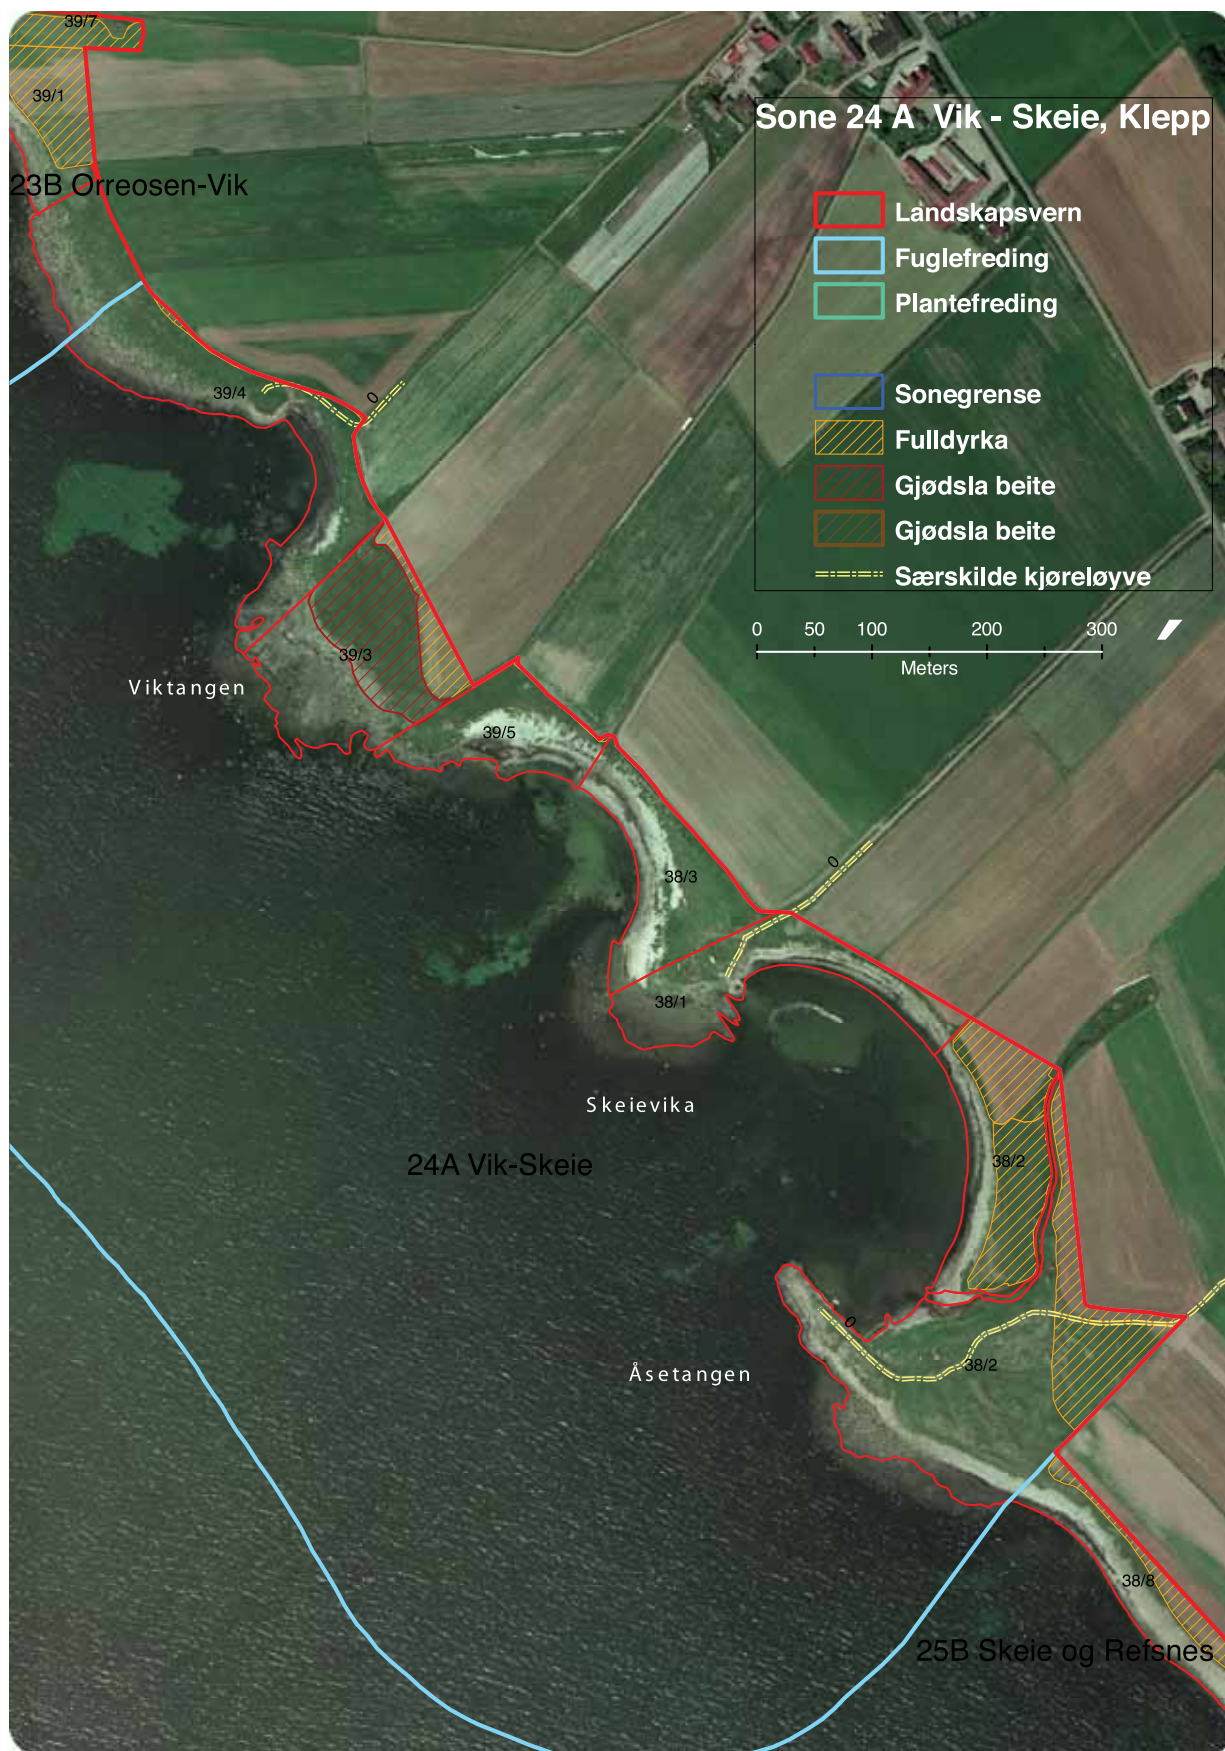 39/7
39/1
23B Orreosen-Vik
Sone 24 A Vik - Skeie, Klepp
Landskapsvern
Fuglefreding
Plantefreding
Sonegrense
Fulldyrka
Gjødsla beite
Gjødsla beite
Særskilde kjøreløyve
0 50 100 200 300
Meters
39/4
0
39/3
Viktangen
39/5
0
38/3
38/1
Skeievika
24A Vik-Skeie
38/2
0
Åsetangen
38/2
38/8
25B Skeie og Refsnes